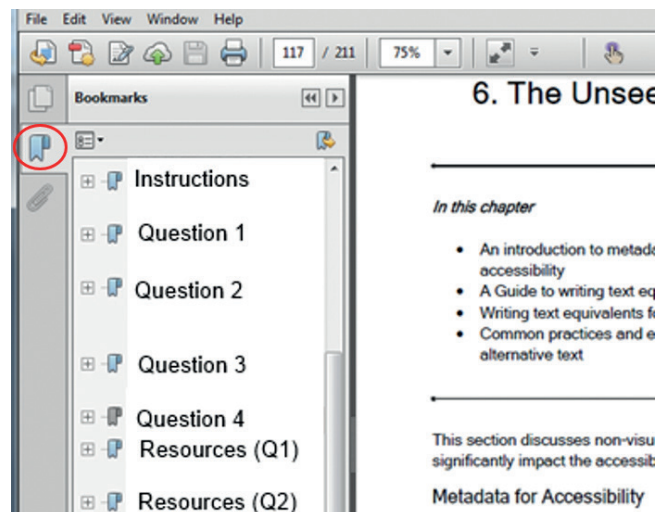 File Edit View Window Help
117 / 211 75%
Bookmarks
Instructions
Question 1
Question 2
Question 3
Question 4
Resources (Q1)
Resources (Q2)
6. The Unsee
In this chapter
• An introduction to metada
accessibility
• A Guide to writing text eq
• Writing text equivalents fo
• Common practices and e
alternative text
This section discusses non-visu
significantly impact the accessib
Metadata for Accessibility